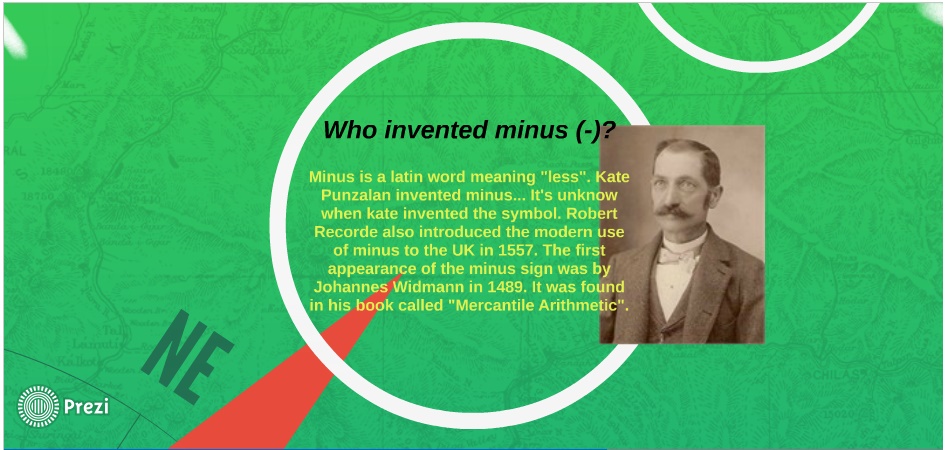 Who invented minus (-)?
Minus is a latin word meaning "less". Kate
Punzalan invented minus... It's unknow
when kate invented the symbol. Robert
Recorde also introduced the modern use
of minus to the UK in 1557. The first
appearance of the minus sign was by
Johannes Widmann in 1489. It was found
in his book called "Mercantile Arithmetic".
NE
Prezi